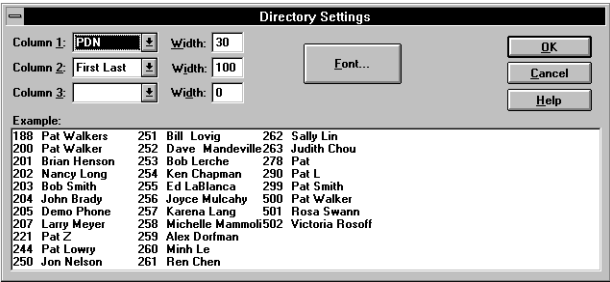 Directory Settings
Column 1: PDN Width: 30
Column 2: First Last Width: 100
Column 3: Width: 0
Font...
OK
Cancel
Help
Example:
188 Pat Walkers 251 Bill Lovig 262 Sally Lin
200 Pat Walker 252 Dave Mandeville 263 Judith Chou
201 Brian Henson 253 Bob Lerche 278 Pat
202 Nancy Long 254 Ken Chapman 290 Pat L
203 Bob Smith 255 Ed LaBlanca 299 Pat Smith
204 John Brady 256 Joyce Mulcahy 500 Pat Walker
205 Demo Phone 257 Karena Lang 501 Rosa Swann
207 Larry Meyer 258 Michelle Mammoli 502 Victoria Rosoff
221 Pat Z 259 Alex Dorfman
244 Pat Lowry 260 Minh Le
250 Jon Nelson 261 Ren Chen